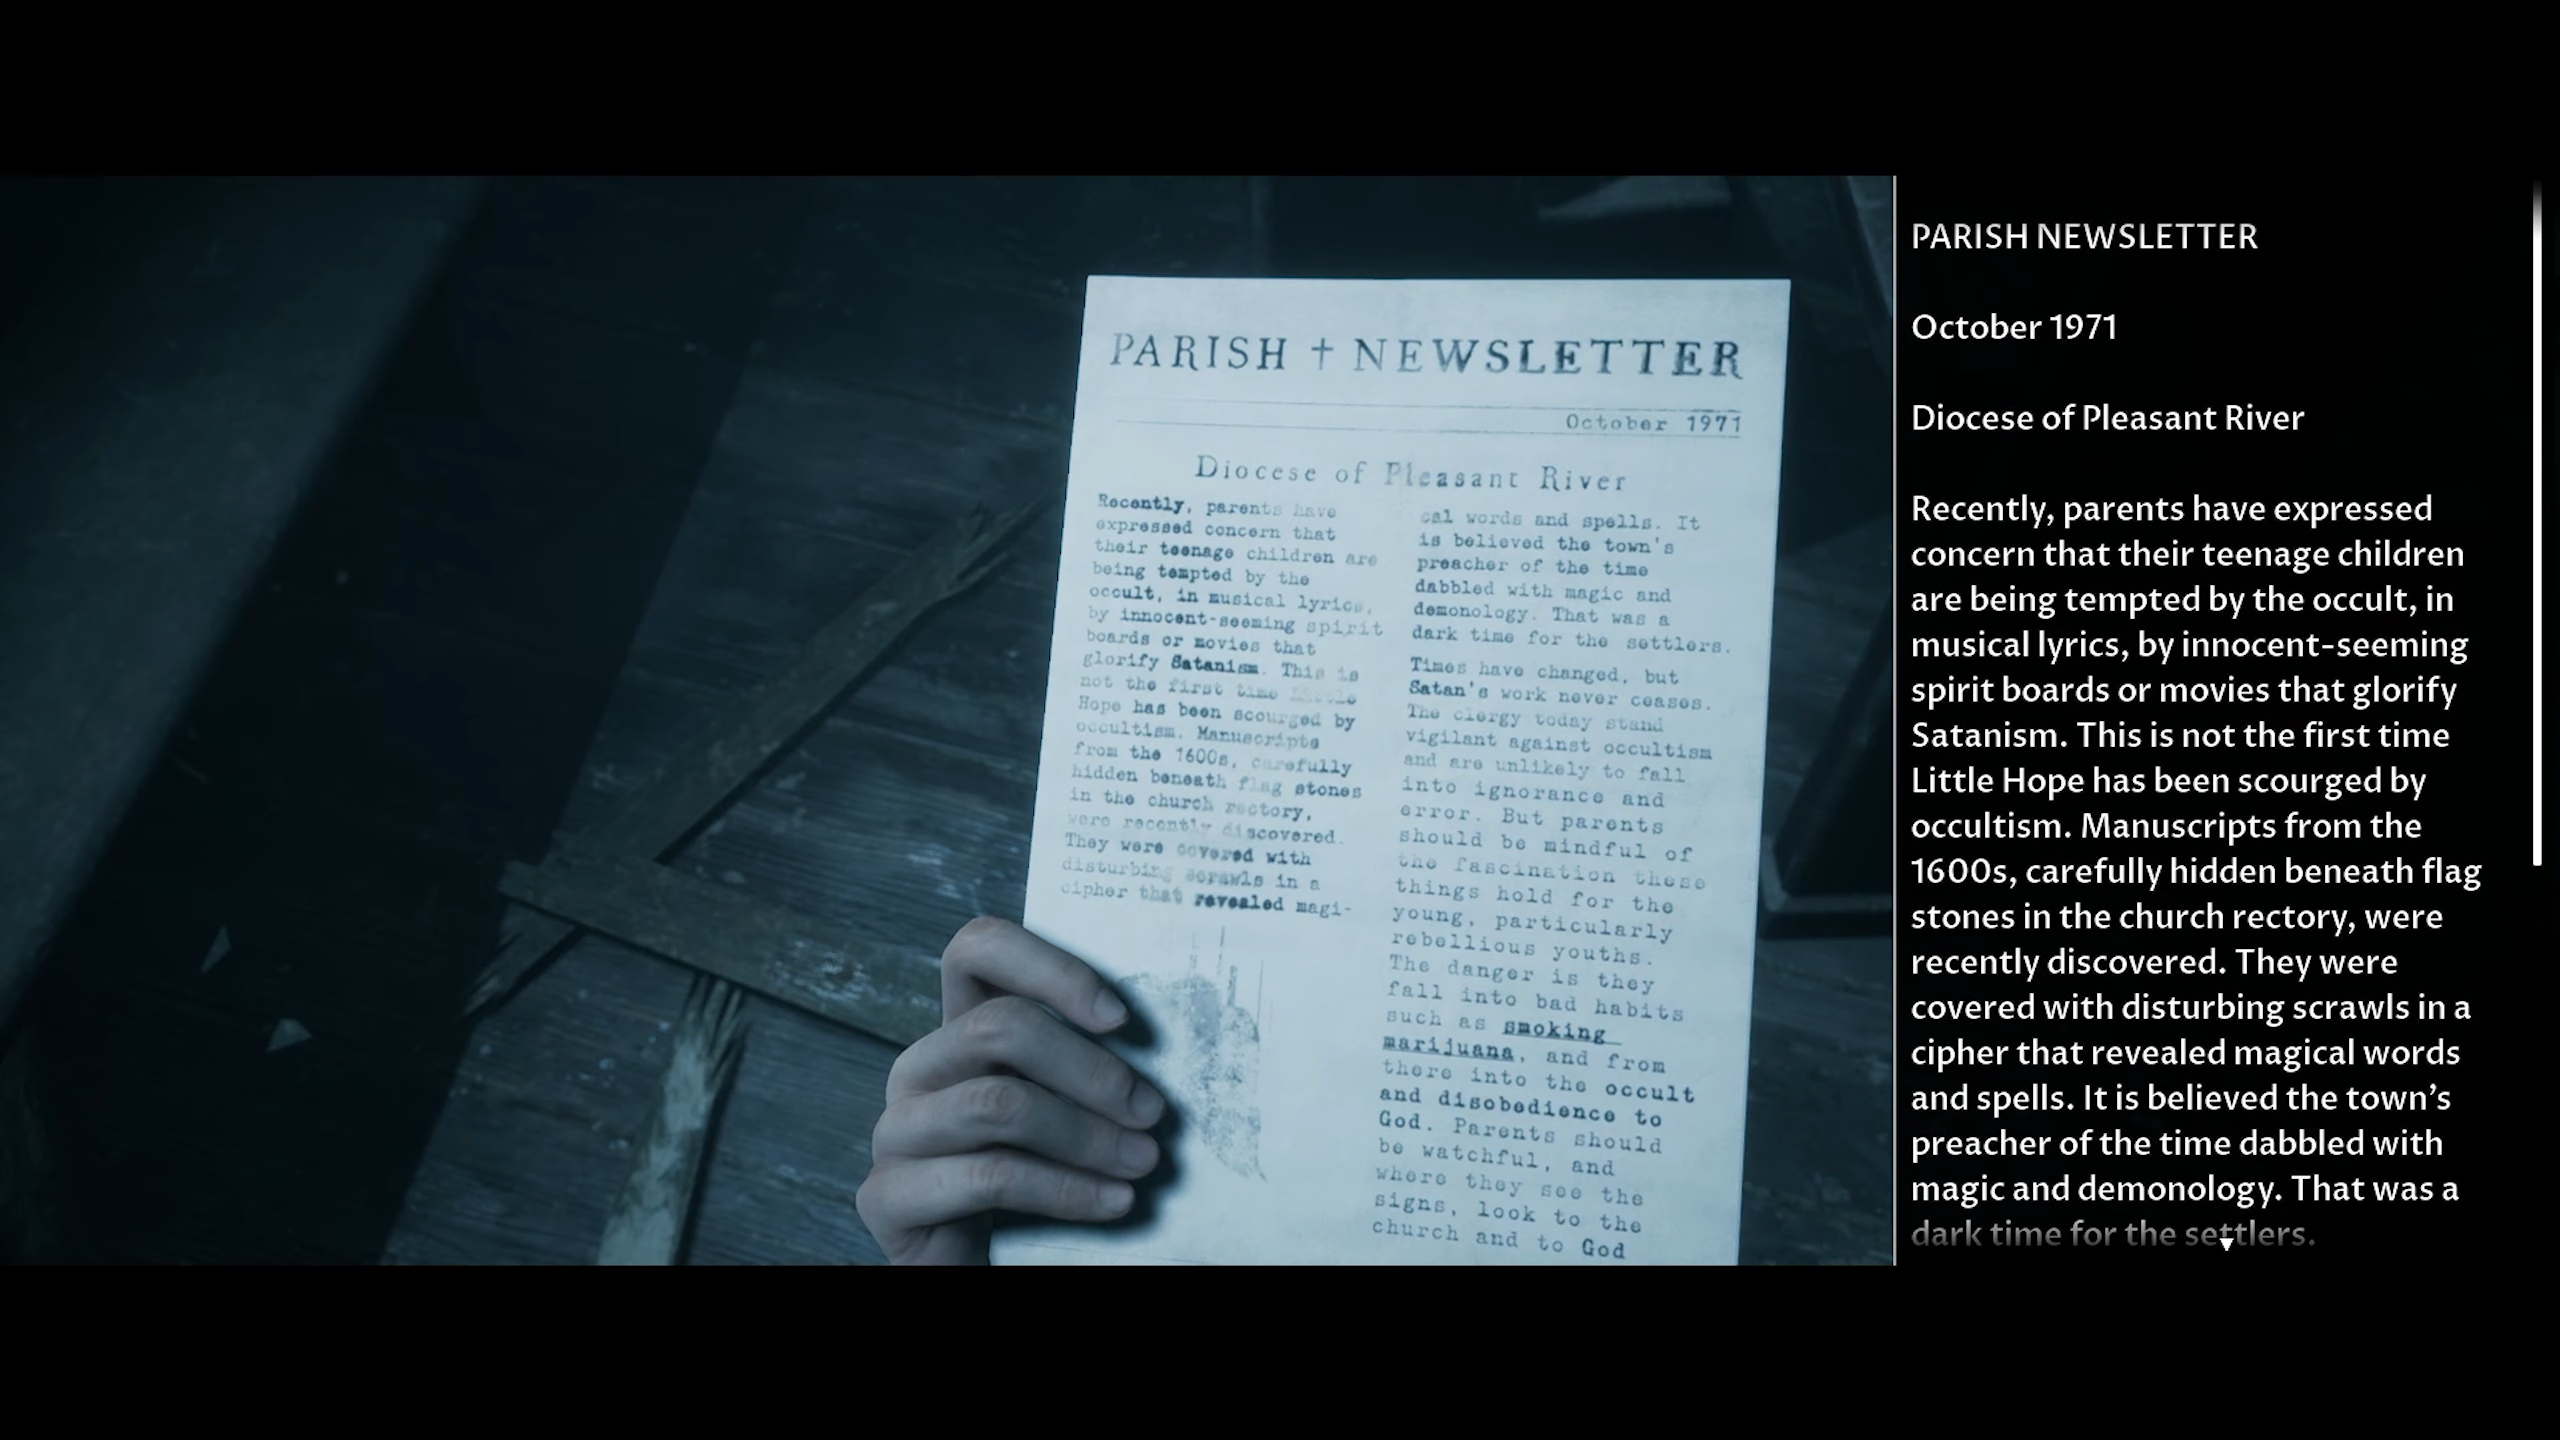 PARISH † NEWSLETTER
October 1971
Diocese of Pleasant River
Recently, parents have
expressed concern that
their teenage children are
being tempted by the
occult, in musical lyrics,
by innocent-seeming spirit
boards or movies that
glorify Satanism. This is
not the first time Little
Hope has been scourged by
occultism. Manuscripts
from the 1600s, carefully
hidden beneath flag stones
in the church rectory,
were recently discovered.
They were covered with
disturbing scrawls in a
cipher that revealed magi-
cal words and spells. It
is believed the town's
preacher of the time
dabbled with magic and
demonology. That was a
dark time for the settlers.
Times have changed, but
Satan's work never ceases.
The clergy today stand
vigilant against occultism
and are unlikely to fall
into ignorance and
error. But parents
should be mindful of
the fascination these
things hold for the
young, particularly
rebellious youths.
The danger is they
fall into bad habits
such as smoking
marijuana, and from
there into the occult
and disobedience to
God. Parents should
be watchful, and
where they see the
signs, look to the
church and to God
PARISH NEWSLETTER
October 1971
Diocese of Pleasant River
Recently, parents have expressed
concern that their teenage children
are being tempted by the occult, in
musical lyrics, by innocent-seeming
spirit boards or movies that glorify
Satanism. This is not the first time
Little Hope has been scourged by
occultism. Manuscripts from the
1600s, carefully hidden beneath flag
stones in the church rectory, were
recently discovered. They were
covered with disturbing scrawls in a
cipher that revealed magical words
and spells. It is believed the town's
preacher of the time dabbled with
magic and demonology. That was a
dark time for the settlers.